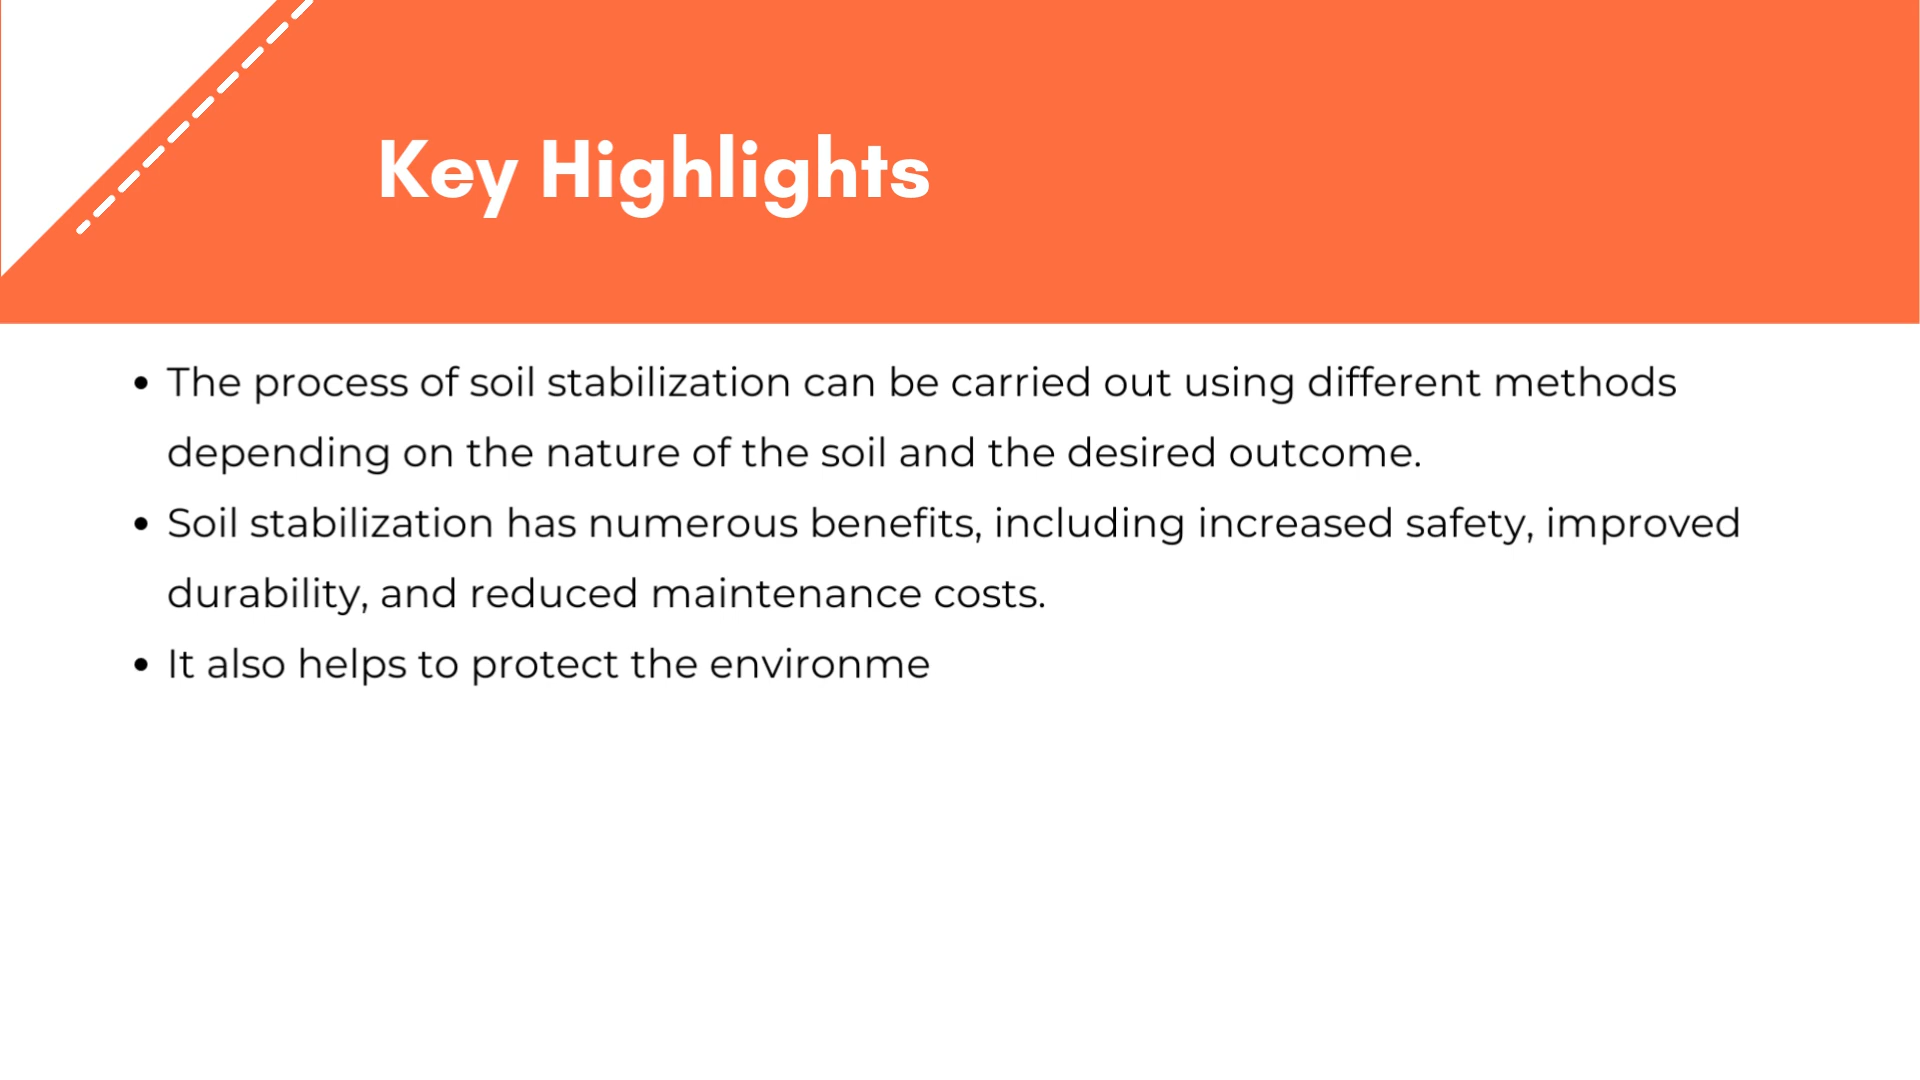 Key Highlights
• The process of soil stabilization can be carried out using different methods
depending on the nature of the soil and the desired outcome.
• Soil stabilization has numerous benefits, including increased safety, improved
durability, and reduced maintenance costs.
• It also helps to protect the environme